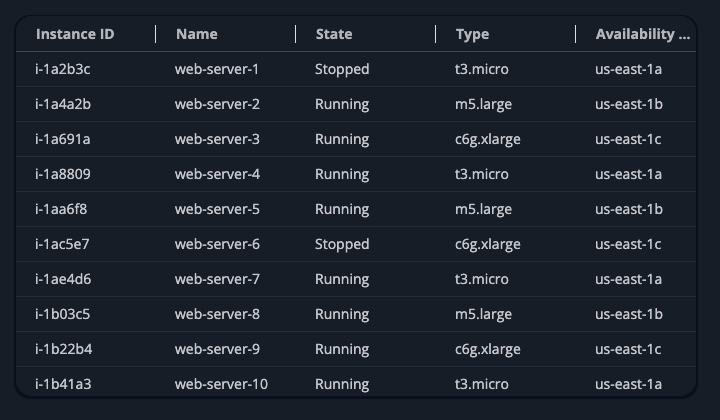 Instance ID Name State Type Availability ...
i-1a2b3c web-server-1 Stopped t3.micro us-east-1a
i-1a4a2b web-server-2 Running m5.large us-east-1b
i-1a691a web-server-3 Running c6g.xlarge us-east-1c
i-1a8809 web-server-4 Running t3.micro us-east-1a
i-1aa6f8 web-server-5 Running m5.large us-east-1b
i-1ac5e7 web-server-6 Stopped c6g.xlarge us-east-1c
i-1ae4d6 web-server-7 Running t3.micro us-east-1a
i-1b03c5 web-server-8 Running m5.large us-east-1b
i-1b22b4 web-server-9 Running c6g.xlarge us-east-1c
i-1b41a3 web-server-10 Running t3.micro us-east-1a